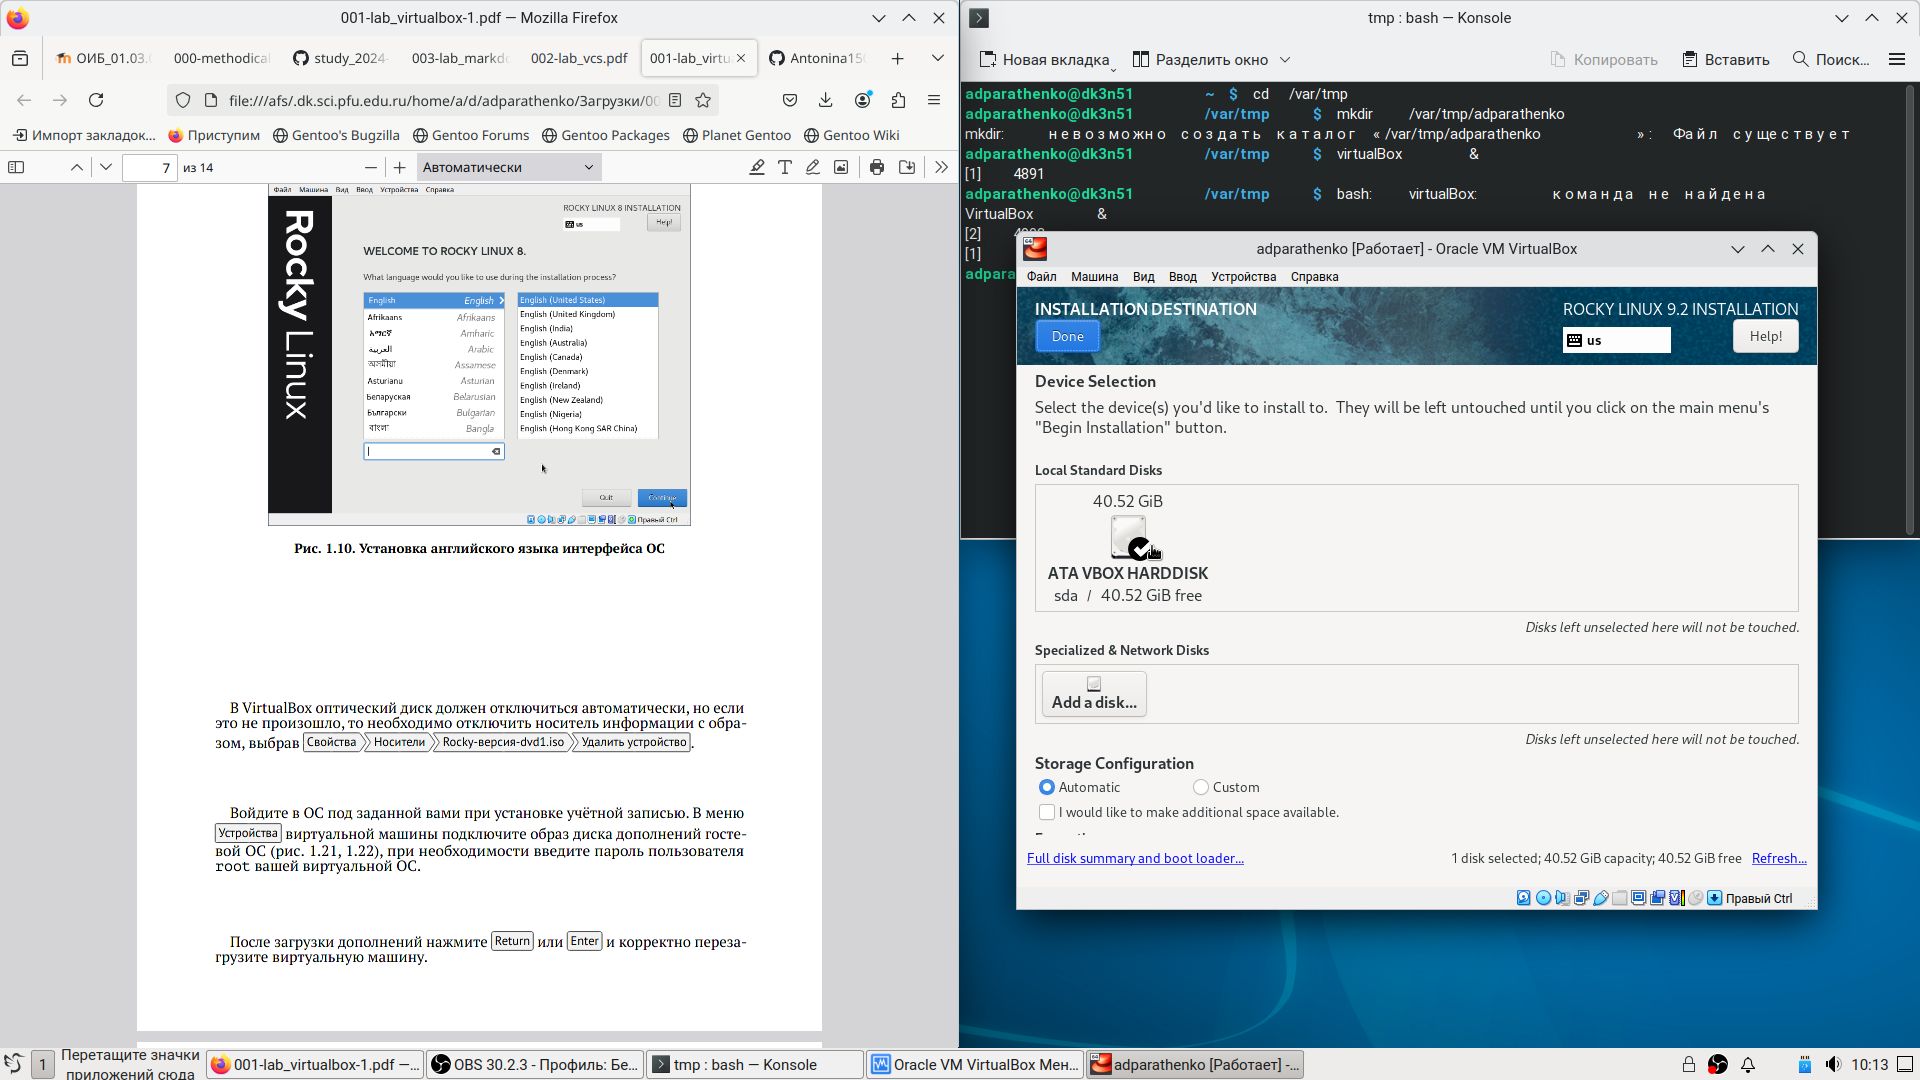 001-lab_virtualbox-1.pdf — Mozilla Firefox
ОИБ_01.03.0
000-methodical
study_2024-
003-lab_markdo
002-lab_vcs.pdf
001-lab_virtu
Antonina150
file:///afs/.dk.sci.pfu.edu.ru/home/a/d/adparathenko/Загрузки/00
Импорт закладок...
Приступим
Gentoo's Bugzilla
Gentoo Forums
Gentoo Packages
Planet Gentoo
Gentoo Wiki
7 из 14
Автоматически
Файл Машина Вид Ввод Устройства Справка
Rocky Linux
ROCKY LINUX 8 INSTALLATION
us
Help!
WELCOME TO ROCKY LINUX 8.
What language would you like to use during the installation process?
English English
Afrikaans Afrikaans
አማርኛ Amharic
العربية Arabic
অসমীয়া Assamese
Asturianu Asturian
Беларуская Belarusian
Български Bulgarian
বাংলা Bangla
English (United States)
English (United Kingdom)
English (India)
English (Australia)
English (Canada)
English (Denmark)
English (Ireland)
English (New Zealand)
English (Nigeria)
English (Hong Kong SAR China)
Quit
Continue
Правый Ctrl
Рис. 1.10. Установка английского языка интерфейса ОС
В VirtualBox оптический диск должен отключиться автоматически, но если
это не произошло, то необходимо отключить носитель информации с обра-
зом, выбрав Свойства Носители Rocky-версия-dvd1.iso Удалить устройство.
Войдите в ОС под заданной вами при установке учётной записью. В меню
Устройства виртуальной машины подключите образ диска дополнений госте-
вой ОС (рис. 1.21, 1.22), при необходимости введите пароль пользователя
root вашей виртуальной ОС.
После загрузки дополнений нажмите Return или Enter и корректно переза-
грузите виртуальную машину.
tmp : bash — Konsole
Новая вкладка
Разделить окно
Копировать
Вставить
Поиск...
adparathenko@dk3n51 ~ $ cd /var/tmp
adparathenko@dk3n51 /var/tmp $ mkdir /var/tmp/adparathenko
mkdir: невозможно создать каталог «/var/tmp/adparathenko»: Файл существует
adparathenko@dk3n51 /var/tmp $ virtualBox &
[1] 4891
adparathenko@dk3n51 /var/tmp $ bash: virtualBox: команда не найдена
VirtualBox &
[2]
[1]
adpara
adparathenko [Работает] - Oracle VM VirtualBox
Файл Машина Вид Ввод Устройства Справка
INSTALLATION DESTINATION
ROCKY LINUX 9.2 INSTALLATION
Done
us
Help!
Device Selection
Select the device(s) you'd like to install to. They will be left untouched until you click on the main menu's
"Begin Installation" button.
Local Standard Disks
40.52 GiB
ATA VBOX HARDDISK
sda / 40.52 GiB free
Disks left unselected here will not be touched.
Specialized & Network Disks
Add a disk...
Disks left unselected here will not be touched.
Storage Configuration
Automatic
Custom
I would like to make additional space available.
Full disk summary and boot loader...
1 disk selected; 40.52 GiB capacity; 40.52 GiB free Refresh...
Правый Ctrl
1
Перетащите значки
приложений сюда
001-lab_virtualbox-1.pdf —...
OBS 30.2.3 - Профиль: Бе...
tmp : bash — Konsole
Oracle VM VirtualBox Мен...
adparathenko [Работает] -...
10:13